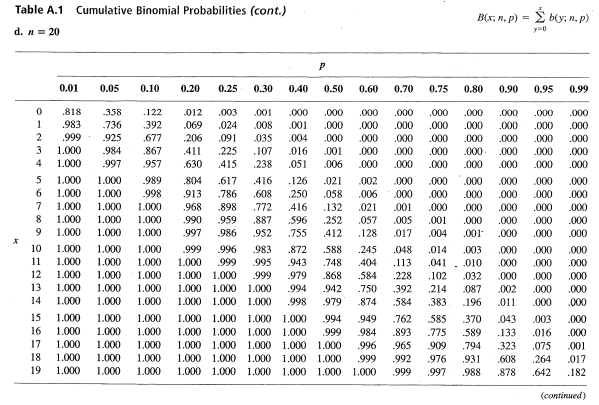 Table A.1 Cumulative Binomial Probabilities (cont.)
B(x; n, p) = Σ b(y; n, p)
x
y=0
d. n = 20
p
0.01 0.05 0.10 0.20 0.25 0.30 0.40 0.50 0.60 0.70 0.75 0.80 0.90 0.95 0.99
0 .818 .358 .122 .012 .003 .001 .000 .000 .000 .000 .000 .000 .000 .000 .000
1 .983 .736 .392 .069 .024 .008 .001 .000 .000 .000 .000 .000 .000 .000 .000
2 .999 .925 .677 .206 .091 .035 .004 .000 .000 .000 .000 .000 .000 .000 .000
3 1.000 .984 .867 .411 .225 .107 .016 .001 .000 .000 .000 .000 .000 .000 .000
4 1.000 .997 .957 .630 .415 .238 .051 .006 .000 .000 .000 .000 .000 .000 .000
5 1.000 1.000 .989 .804 .617 .416 .126 .021 .002 .000 .000 .000 .000 .000 .000
6 1.000 1.000 .998 .913 .786 .608 .250 .058 .006 .000 .000 .000 .000 .000 .000
7 1.000 1.000 1.000 .968 .898 .772 .416 .132 .021 .001 .000 .000 .000 .000 .000
8 1.000 1.000 1.000 .990 .959 .887 .596 .252 .057 .005 .001 .000 .000 .000 .000
9 1.000 1.000 1.000 .997 .986 .952 .755 .412 .128 .017 .004 .001 .000 .000 .000
x
10 1.000 1.000 1.000 .999 .996 .983 .872 .588 .245 .048 .014 .003 .000 .000 .000
11 1.000 1.000 1.000 1.000 .999 .995 .943 .748 .404 .113 .041 .010 .000 .000 .000
12 1.000 1.000 1.000 1.000 1.000 .999 .979 .868 .584 .228 .102 .032 .000 .000 .000
13 1.000 1.000 1.000 1.000 1.000 1.000 .994 .942 .750 .392 .214 .087 .002 .000 .000
14 1.000 1.000 1.000 1.000 1.000 1.000 .998 .979 .874 .584 .383 .196 .011 .000 .000
15 1.000 1.000 1.000 1.000 1.000 1.000 1.000 .994 .949 .762 .585 .370 .043 .003 .000
16 1.000 1.000 1.000 1.000 1.000 1.000 1.000 .999 .984 .893 .775 .589 .133 .016 .000
17 1.000 1.000 1.000 1.000 1.000 1.000 1.000 1.000 .996 .965 .909 .794 .323 .075 .001
18 1.000 1.000 1.000 1.000 1.000 1.000 1.000 1.000 .999 .992 .976 .931 .608 .264 .017
19 1.000 1.000 1.000 1.000 1.000 1.000 1.000 1.000 1.000 .999 .997 .988 .878 .642 .182
(continued)